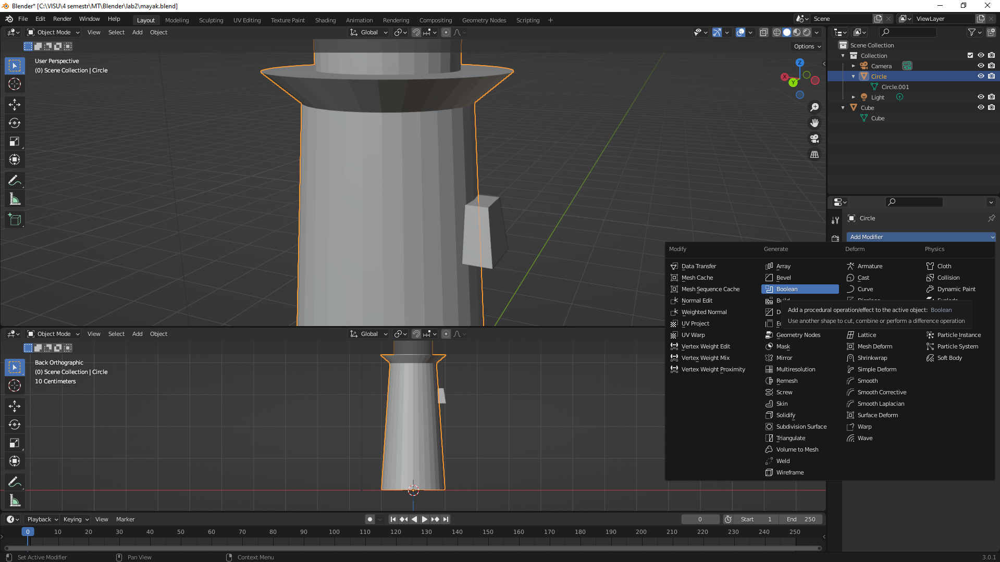 Blender* [C:\VISU\4 semestr\MT\Blender\lab2\mayak.blend]
File Edit Render Window Help Layout Modeling Sculpting UV Editing Texture Paint Shading Animation Rendering Compositing Geometry Nodes Scripting +
Scene
ViewLayer
Object Mode View Select Add Object
Global
Options
User Perspective
(0) Scene Collection | Circle
Z
X
Y
Scene Collection
Collection
Camera
Circle
Circle.001
Light
Cube
Cube
Circle
Add Modifier
Modify
Data Transfer
Mesh Cache
Mesh Sequence Cache
Normal Edit
Weighted Normal
UV Project
UV Warp
Vertex Weight Edit
Vertex Weight Mix
Vertex Weight Proximity
Generate
Array
Bevel
Boolean
Geometry Nodes
Mask
Mirror
Multiresolution
Remesh
Screw
Skin
Solidify
Subdivision Surface
Triangulate
Volume to Mesh
Weld
Wireframe
Deform
Armature
Cast
Curve
Lattice
Mesh Deform
Shrinkwrap
Simple Deform
Smooth
Smooth Corrective
Smooth Laplacian
Surface Deform
Warp
Wave
Physics
Cloth
Collision
Dynamic Paint
Particle Instance
Particle System
Soft Body
Add a procedural operation/effect to the active object: Boolean
Use another shape to cut, combine or perform a difference operation
Object Mode View Select Add Object
Global
Back Orthographic
(0) Scene Collection | Circle
10 Centimeters
Playback Keying View Marker
0
Start 1
End 250
0 10 20 30 40 50 60 70 80 90 100 110 120 130 140 150 160 170 180 190 200 210 220 230 240 250
Set Active Modifier
Pan View
Context Menu
3.0.1